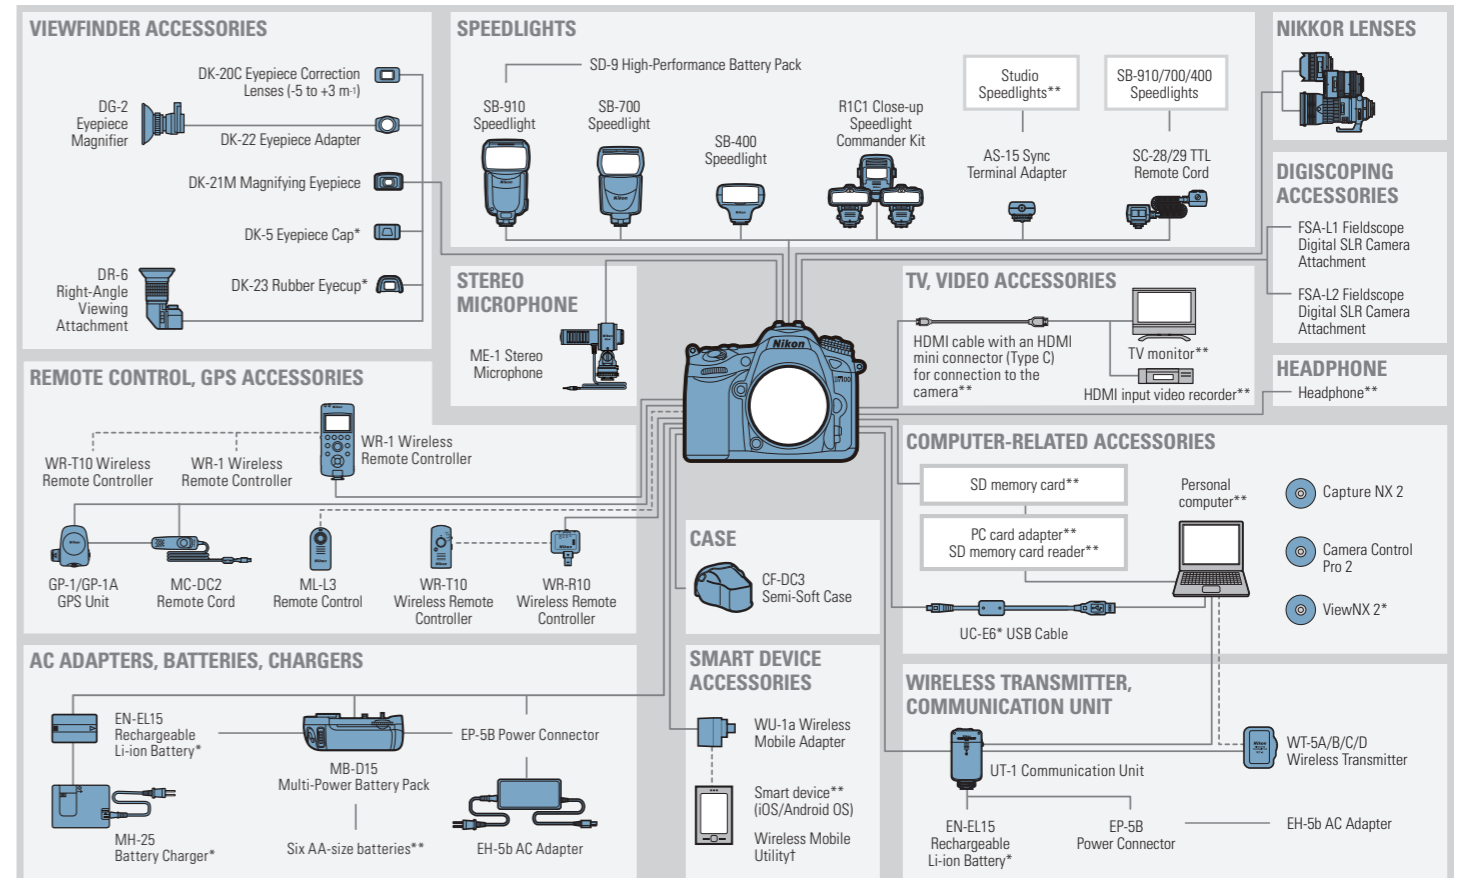 VIEWFINDER ACCESSORIES
DK-20C Eyepiece Correction
Lenses (-5 to +3 m-1)
DG-2
Eyepiece
Magnifier
DK-22 Eyepiece Adapter
DK-21M Magnifying Eyepiece
DK-5 Eyepiece Cap*
DR-6
Right-Angle
Viewing
Attachment
DK-23 Rubber Eyecup*
SPEEDLIGHTS
SD-9 High-Performance Battery Pack
SB-910
Speedlight
SB-700
Speedlight
SB-400
Speedlight
R1C1 Close-up
Speedlight
Commander Kit
Studio
Speedlights**
AS-15 Sync
Terminal Adapter
SB-910/700/400
Speedlights
SC-28/29 TTL
Remote Cord
Nikon
Nikon
NIKKOR LENSES
DIGISCOPING
ACCESSORIES
FSA-L1 Fieldscope
Digital SLR Camera
Attachment
FSA-L2 Fieldscope
Digital SLR Camera
Attachment
STEREO
MICROPHONE
ME-1 Stereo
Microphone
Nikon
D7100
TV, VIDEO ACCESSORIES
HDMI cable with an HDMI
mini connector (Type C)
for connection to the
camera**
TV monitor**
HDMI input video recorder**
HEADPHONE
Headphone**
REMOTE CONTROL, GPS ACCESSORIES
WR-T10 Wireless
Remote Controller
WR-1 Wireless
Remote Controller
WR-1 Wireless
Remote Controller
GP-1/GP-1A
GPS Unit
MC-DC2
Remote Cord
ML-L3
Remote Control
WR-T10
Wireless Remote
Controller
WR-R10
Wireless Remote
Controller
CASE
CF-DC3
Semi-Soft Case
COMPUTER-RELATED ACCESSORIES
SD memory card**
PC card adapter**
SD memory card reader**
Personal
computer**
UC-E6* USB Cable
Capture NX 2
Camera Control
Pro 2
ViewNX 2*
AC ADAPTERS, BATTERIES, CHARGERS
EN-EL15
Rechargeable
Li-ion Battery*
MB-D15
Multi-Power Battery Pack
EP-5B Power Connector
MH-25
Battery Charger*
Six AA-size batteries**
EH-5b AC Adapter
SMART DEVICE
ACCESSORIES
WU-1a Wireless
Mobile Adapter
Smart device**
(iOS/Android OS)
Wireless Mobile
Utility†
WIRELESS TRANSMITTER,
COMMUNICATION UNIT
UT-1 Communication Unit
WT-5A/B/C/D
Wireless Transmitter
EN-EL15
Rechargeable
Li-ion Battery*
EP-5B
Power Connector
EH-5b AC Adapter